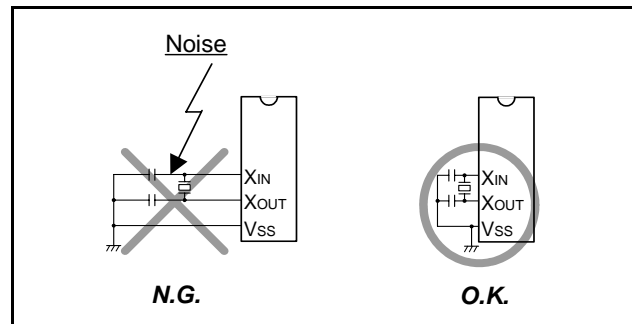 Noise
XIN
XOUT
VSS
N.G.
XIN
XOUT
VSS
O.K.